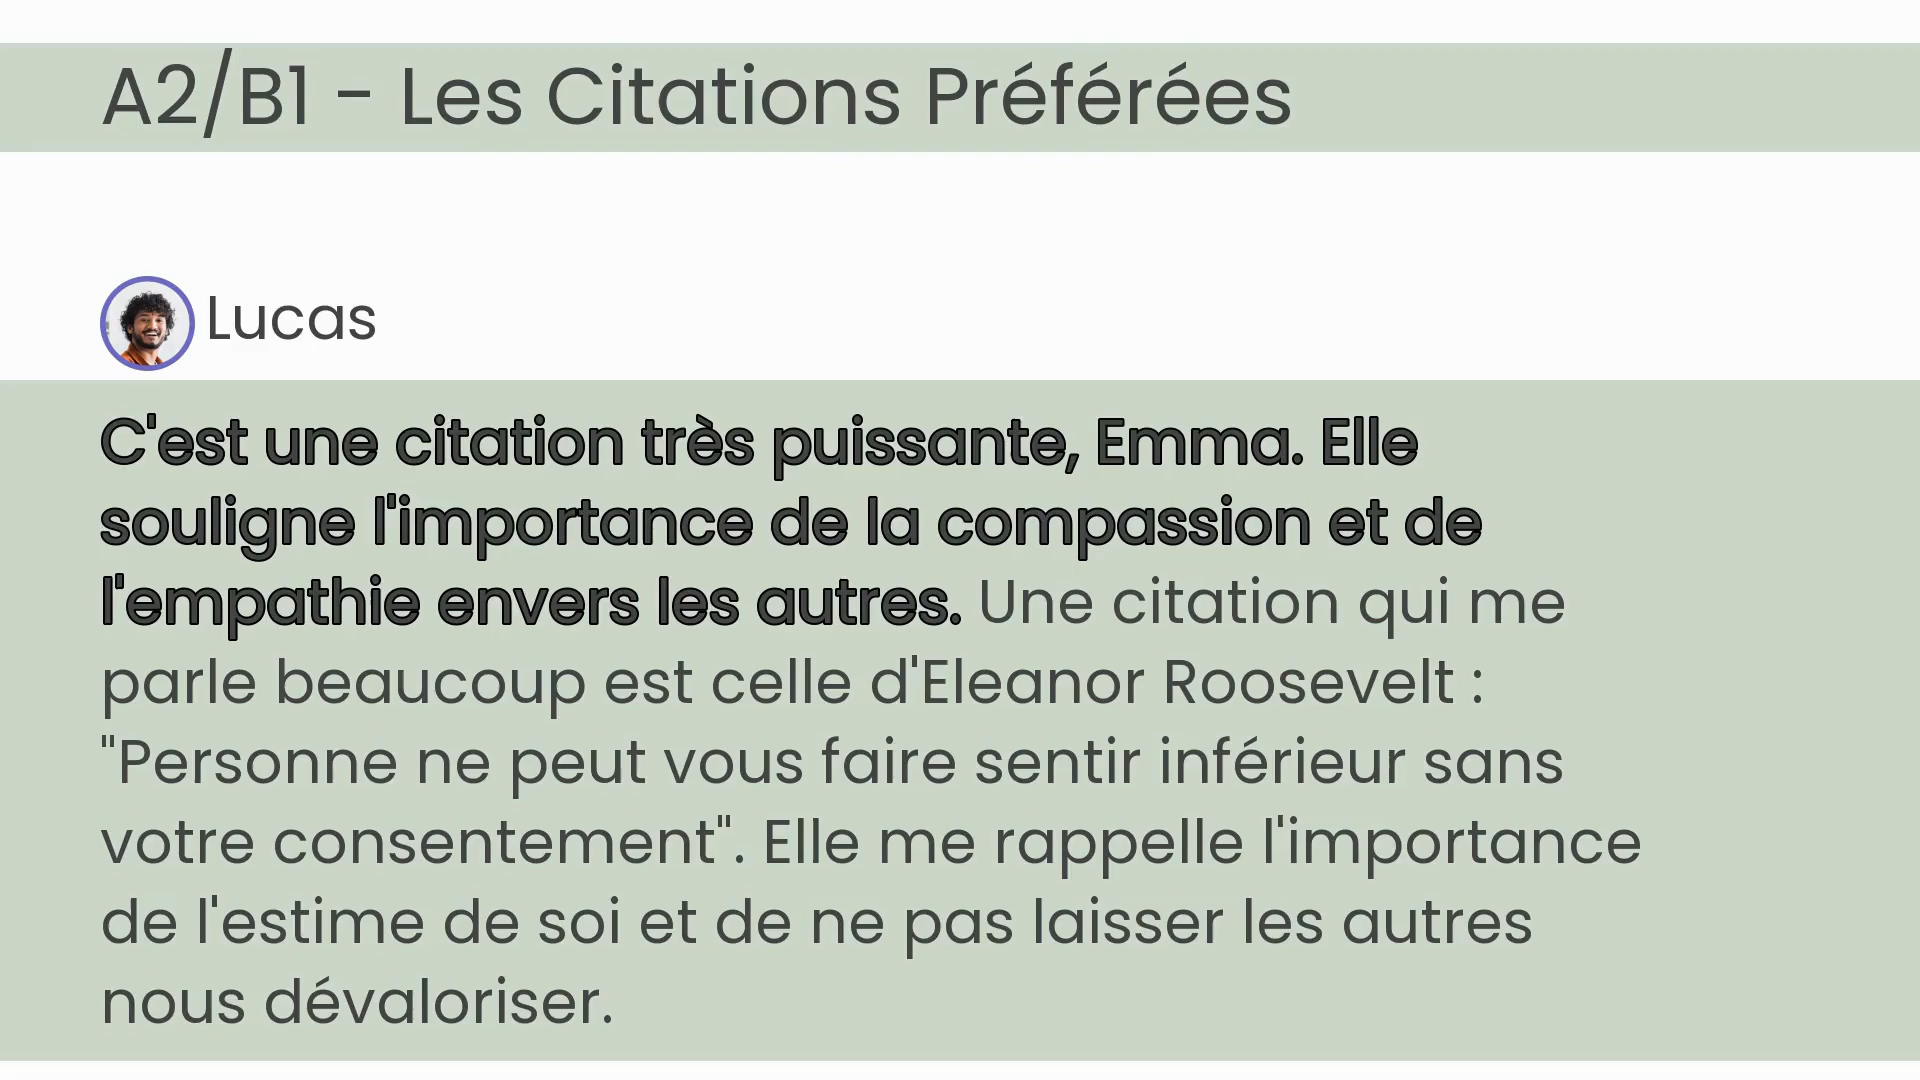 A2/B1 - Les Citations Préférées
Lucas
C'est une citation très puissante, Emma. Elle
souligne l'importance de la compassion et de
l'empathie envers les autres. Une citation qui me
parle beaucoup est celle d'Eleanor Roosevelt :
"Personne ne peut vous faire sentir inférieur sans
votre consentement". Elle me rappelle l'importance
de l'estime de soi et de ne pas laisser les autres
nous dévaloriser.